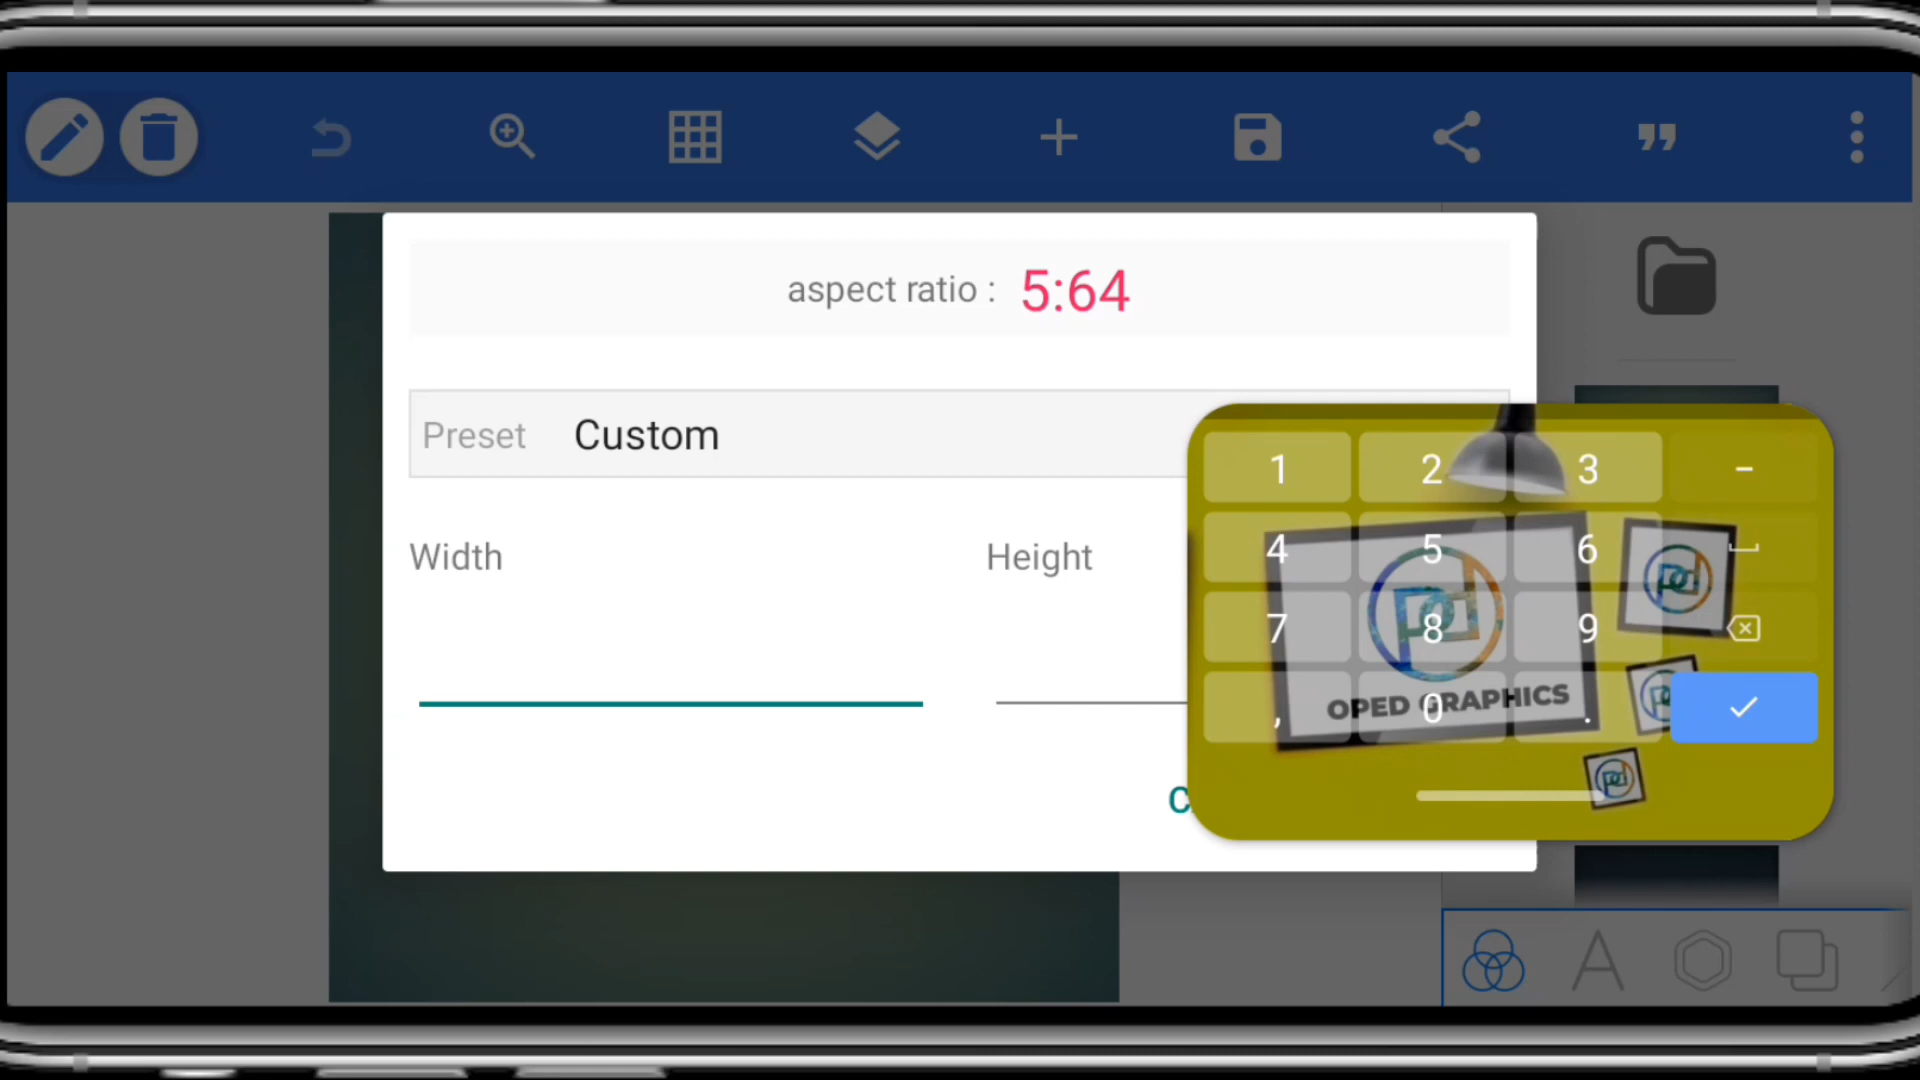 aspect ratio : 5:64
Preset Custom
Width
Height
1 2 3 -
4 5 6
7 8 9
, 0 .
OPED GRAPHICS
C
A